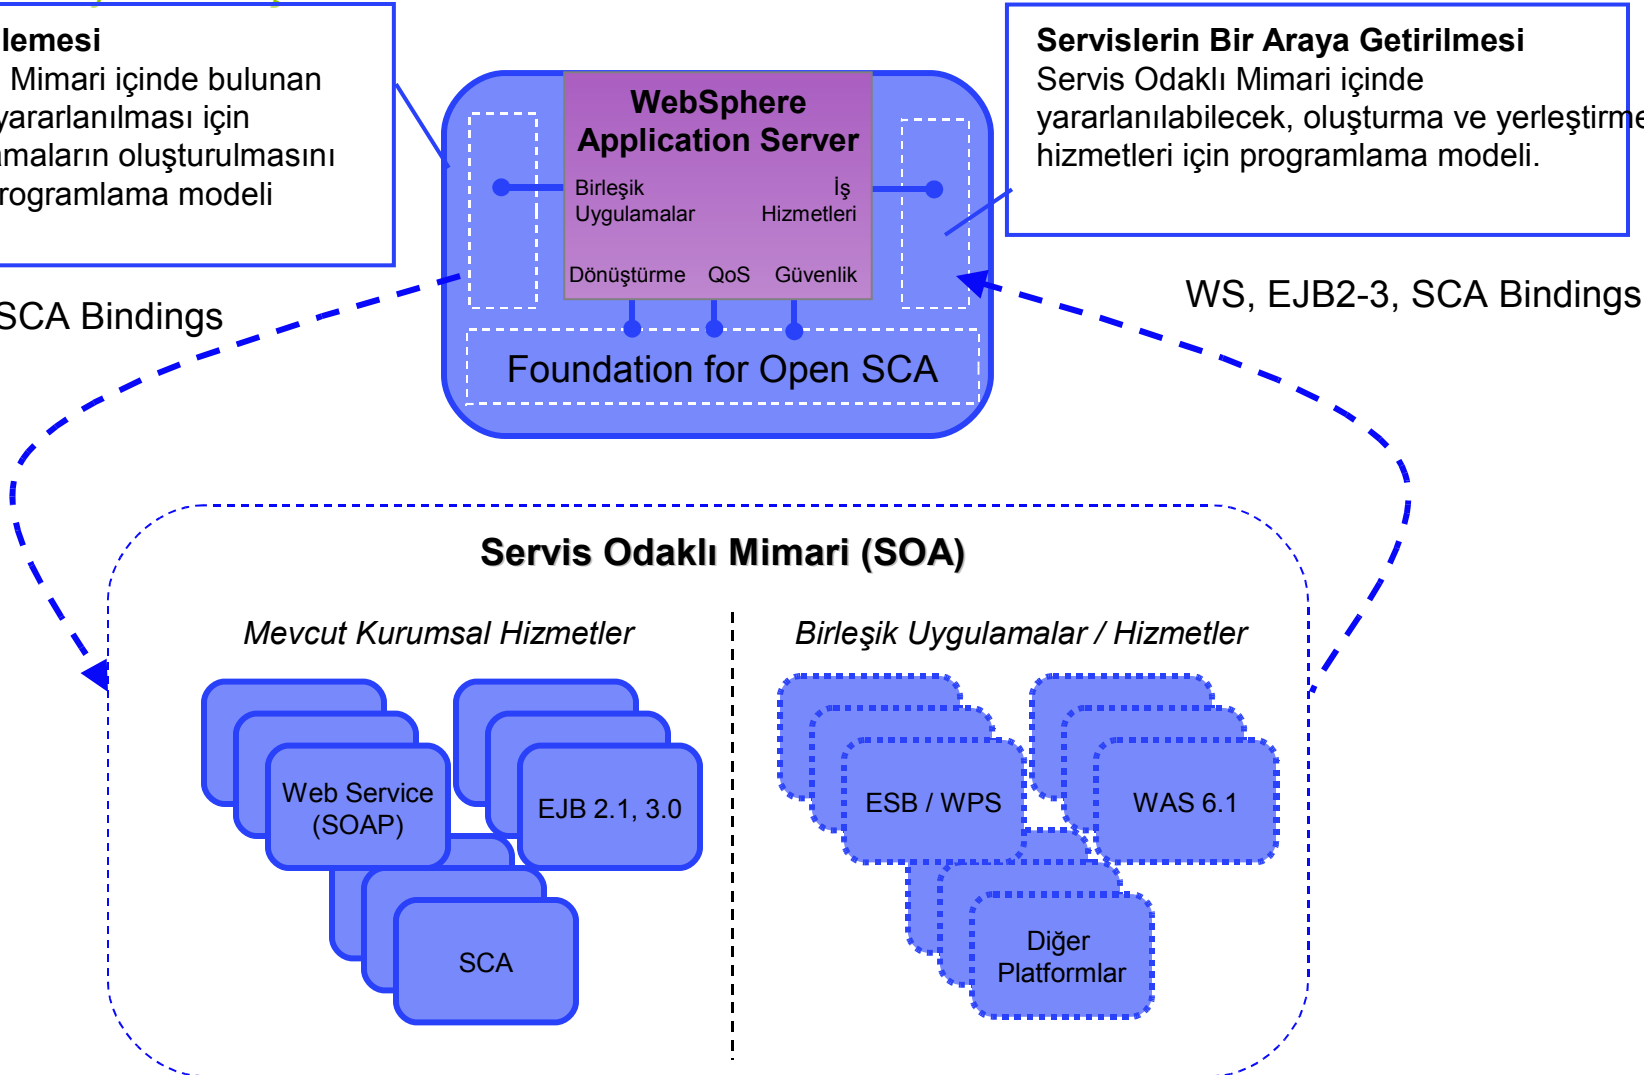 lemesi
Mimari içinde bulunan
yararlanılması için
amaların oluşturulmasını
rogramlama modeli
SCA Bindings
WebSphere
Application Server
Birleşik
Uygulamalar
İş
Hizmetleri
Dönüştürme QoS Güvenlik
Foundation for Open SCA
Servislerin Bir Araya Getirilmesi
Servis Odaklı Mimari içinde
yararlanılabilecek, oluşturma ve yerleştirme
hizmetleri için programlama modeli.
WS, EJB2-3, SCA Bindings
Servis Odaklı Mimari (SOA)
Mevcut Kurumsal Hizmetler
Birleşik Uygulamalar / Hizmetler
Web Service
(SOAP)
EJB 2.1, 3.0
SCA
ESB / WPS
WAS 6.1
Diğer
Platformlar